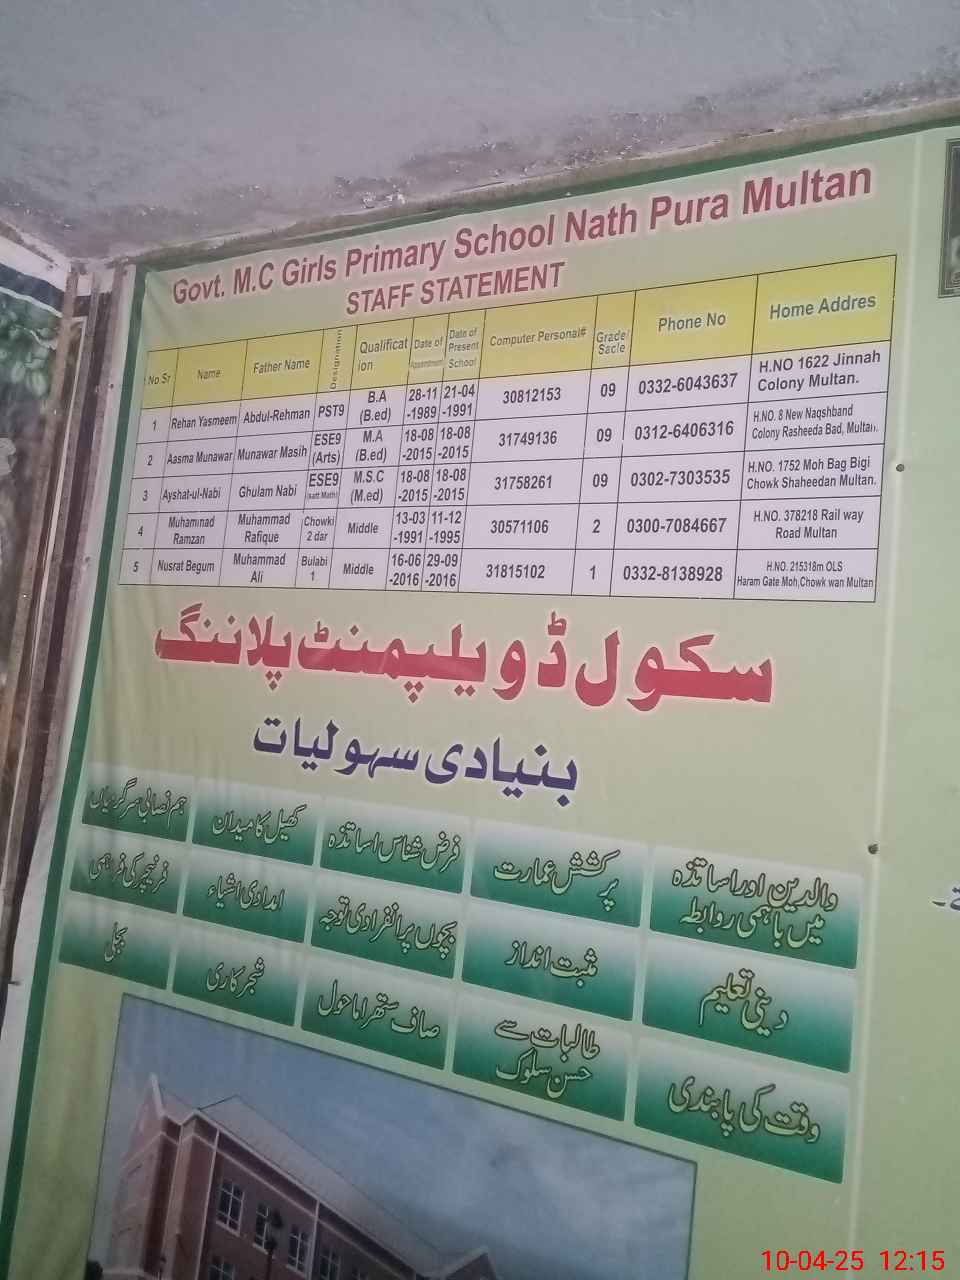 Govt. M.C Girls Primary School Nath Pura Multan
STAFF STATEMENT
No Sr Name Father Name Designation Qualification Date of Appointment Date of Present School Computer Personal# Grade/Sacle Phone No Home Addres
1 Rehan Yasmeem Abdul-Rehman PST9 B.A (B.ed) 28-11-1989 21-04-1991 30812153 09 0332-6043637 H.NO 1622 Jinnah Colony Multan.
2 Aasma Munawar Munawar Masih ESE9 (Arts) M.A (B.ed) 18-08-2015 18-08-2015 31749136 09 0312-6406316 H.NO. 8 New Naqshband Colony Rasheeda Bad, Multan.
3 Ayshat-ul-Nabi Ghulam Nabi ESE9 M.S.C (M.ed) 18-08-2015 18-08-2015 31758261 09 0302-7303535 H.NO. 1752 Moh Bag Bigi Chowk Shaheedan Multan.
4 Muhammad Ramzan Muhammad Rafique Chowki 2 dar Middle 13-03-1991 11-12-1995 30571106 2 0300-7084667 H.NO. 378218 Rail way Road Multan
5 Nusrat Begum Muhammad Ali Bulabi 1 Middle 16-06-2016 29-09-2016 31815102 1 0332-8138928 H.NO. 215318m OLS Haram Gate Moh,Chowk wan Multan
سکول ڈویلپمنٹ پلاننگ
بنیادی سہولیات
والدین اور اساتذہ میں باہمی روابطہ پرکشش عمارت فرض شناس اساتذہ کھیل کا میدان ہم نصابی سرگرمیاں
دینی تعلیم مثبت انداز بچوں پر انفرادی توجہ امدادی اشیاء فرنیچر کی فراہمی
وقت کی پابندی طالبات سے حسن سلوک صاف ستھرا ماحول شجرکاری بجلی
10-04-25 12:15